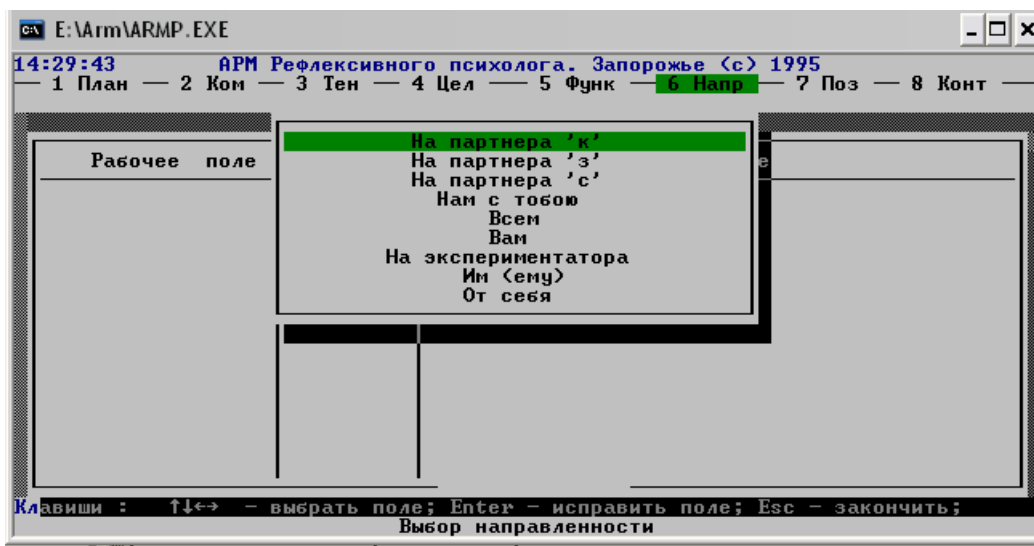 E:\Arm\ARMP.EXE
14:29:43 АРМ Рефлексивного психолога. Запорожье (c) 1995
1 План — 2 Ком — 3 Тен — 4 Цел — 5 Функ — 6 Напр — 7 Поз — 8 Конт
На партнера 'к'
Рабочее поле На партнера 'з' е
На партнера 'с'
Нам с тобою
Всем
Вам
На экспериментатора
Им (ему)
От себя
Клавиши : ↑↓←→ — выбрать поле; Enter — исправить поле; Esc — закончить;
Выбор направленности